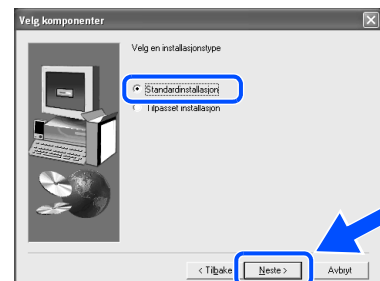 Velg komponenter
Velg en installasjonstype
Standardinstallasjon
Tilpasset installasjon
< Tilbake
Neste >
Avbryt